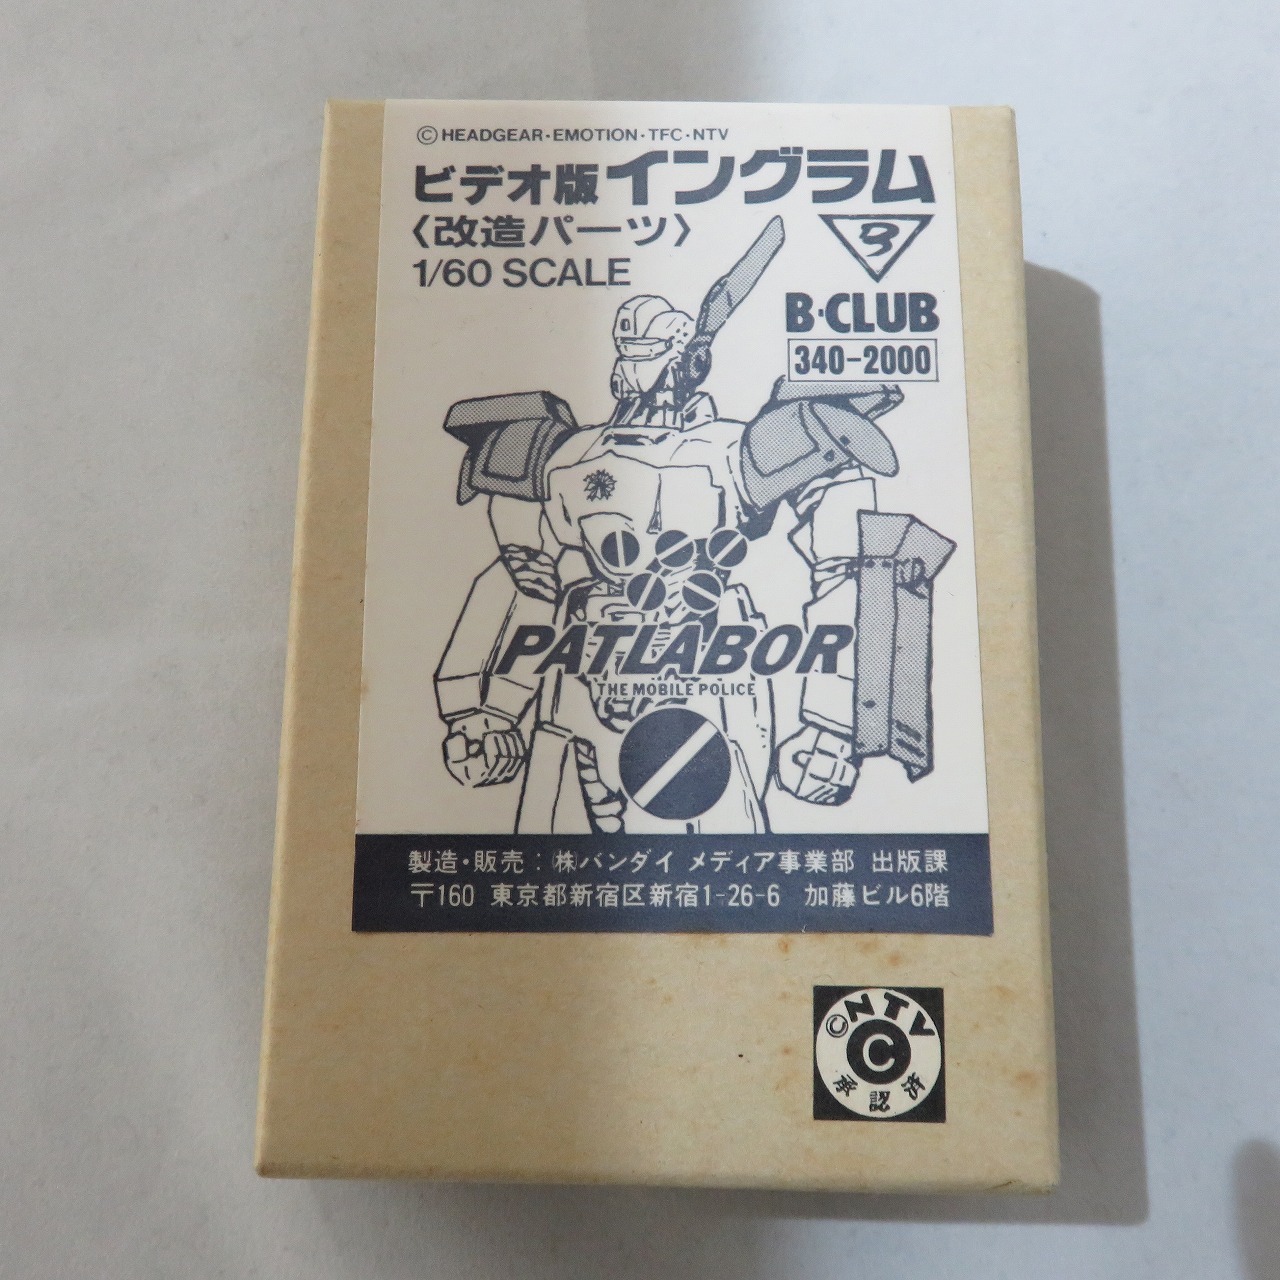 ©HEADGEAR・EMOTION・TFC・NTV
ビデオ版イングラム
〈改造パーツ〉
1/60 SCALE
B
B・CLUB
340-2000
PATLABOR
THE MOBILE POLICE
製造・販売：㈱バンダイ メディア事業部 出版課
〒160 東京都新宿区新宿1-26-6 加藤ビル6階
©NTV
C
承認済